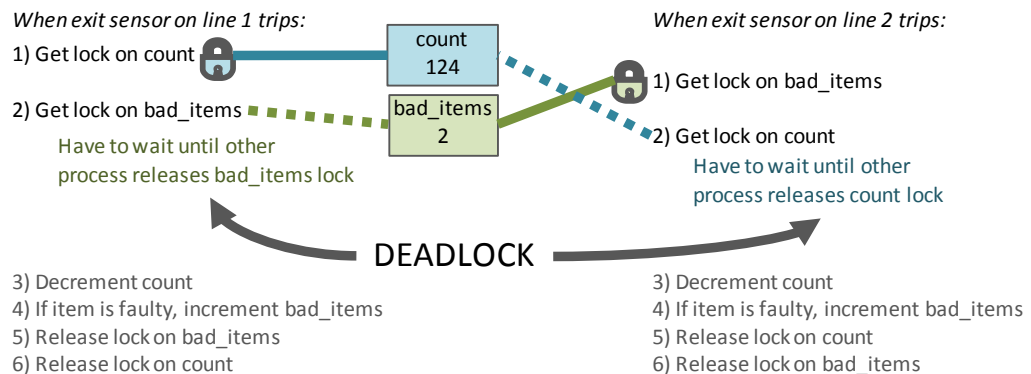 When exit sensor on line 1 trips:
1) Get lock on count
2) Get lock on bad_items
Have to wait until other
process releases bad_items lock
count
124
bad_items
2
When exit sensor on line 2 trips:
1) Get lock on bad_items
2) Get lock on count
Have to wait until other
process releases count lock
DEADLOCK
3) Decrement count
4) If item is faulty, increment bad_items
5) Release lock on bad_items
6) Release lock on count
3) Decrement count
4) If item is faulty, increment bad_items
5) Release lock on count
6) Release lock on bad_items